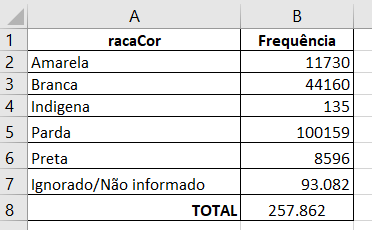 A B
1 racaCor Frequência
2 Amarela 11730
3 Branca 44160
4 Indigena 135
5 Parda 100159
6 Preta 8596
7 Ignorado/Não informado 93.082
8 TOTAL 257.862